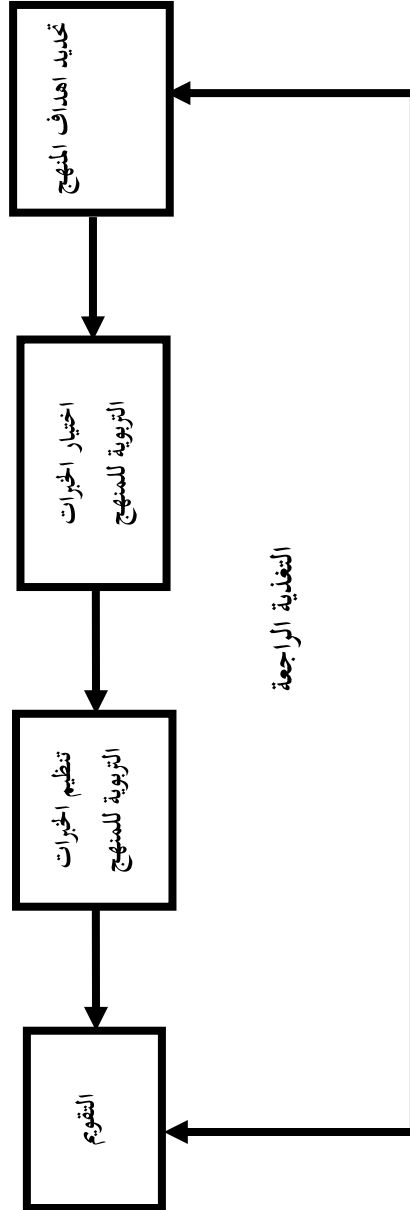 تحديد اهداف المنهج
اختيار الخبرات
التربوية للمنهج
تنظيم الخبرات
التربوية للمنهج
التقويم
التغذية الراجعة